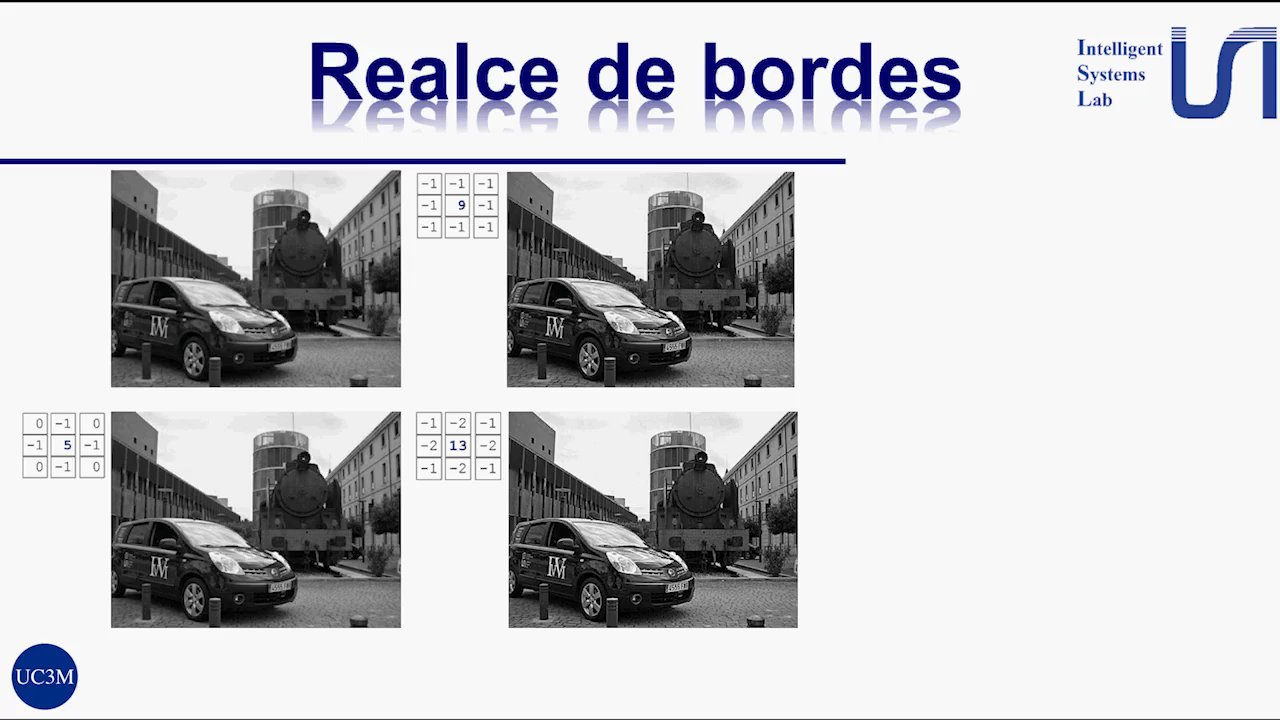 Realce de bordes
Intelligent
Systems
Lab
-1 -1 -1
-1 9 -1
-1 -1 -1
0 -1 0
-1 5 -1
0 -1 0
-1 -2 -1
-2 13 -2
-1 -2 -1
UC3M